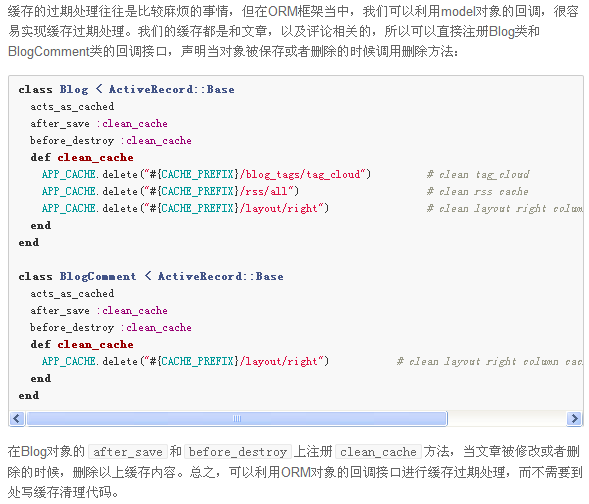 缓存的过期处理往往是比较麻烦的事情，但在ORM框架当中，我们可以利用model对象的回调，很容
易实现缓存过期处理。我们的缓存都是和文章，以及评论相关的，所以可以直接注册Blog类和
BlogComment类的回调接口，声明当对象被保存或者删除的时候调用删除方法：
class Blog < ActiveRecord::Base
  acts_as_cached
  after_save :clean_cache
  before_destroy :clean_cache
  def clean_cache
    APP_CACHE.delete("#{CACHE_PREFIX}/blog_tags/tag_cloud")         # clean tag_cloud
    APP_CACHE.delete("#{CACHE_PREFIX}/rss/all")                     # clean rss cache
    APP_CACHE.delete("#{CACHE_PREFIX}/layout/right")                # clean layout right colum
  end
end
class BlogComment < ActiveRecord::Base
  acts_as_cached
  after_save :clean_cache
  before_destroy :clean_cache
  def clean_cache
    APP_CACHE.delete("#{CACHE_PREFIX}/layout/right")           # clean layout right column cac
  end
end
在Blog对象的 after_save 和 before_destroy 上注册 clean_cache 方法，当文章被修改或者删
除的时候，删除以上缓存内容。总之，可以利用ORM对象的回调接口进行缓存过期处理，而不需要到
处写缓存清理代码。